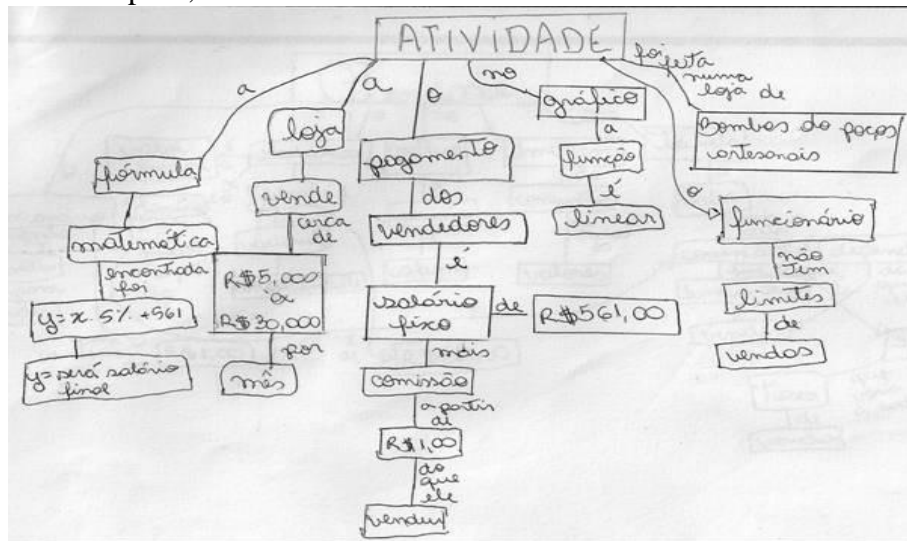 ATIVIDADE
a
fórmula
matemática
encontrada
foi
y = x . 5% + 561
y = será salário
final
a
loja
vende
cerca
de
R$5,000
a
R$30,000
por
mês
o
pagamento
dos
vendedores
é
salário
fixo
de
R$561,00
mais
comissão
a partir
de
R$1,00
do
que
ele
vendeu
no
gráfico
a
função
é
linear
foi feita
numa
loja de
Bombas do poços
artesanais
o
funcionário
não
tem
limites
de
vendas